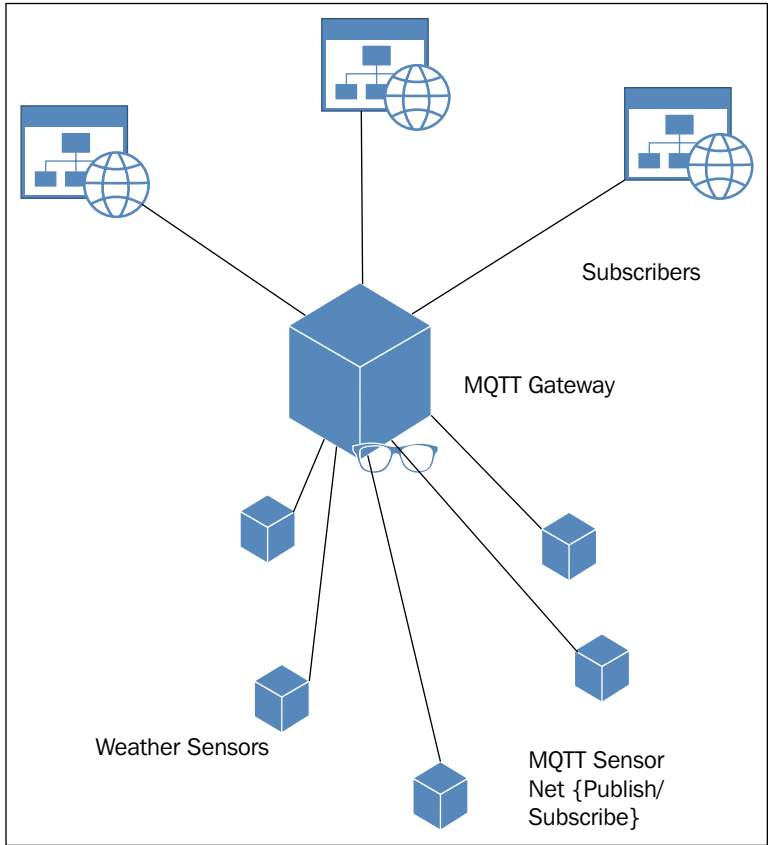 Subscribers
MQTT Gateway
Weather Sensors
MQTT Sensor
Net {Publish/
Subscribe}